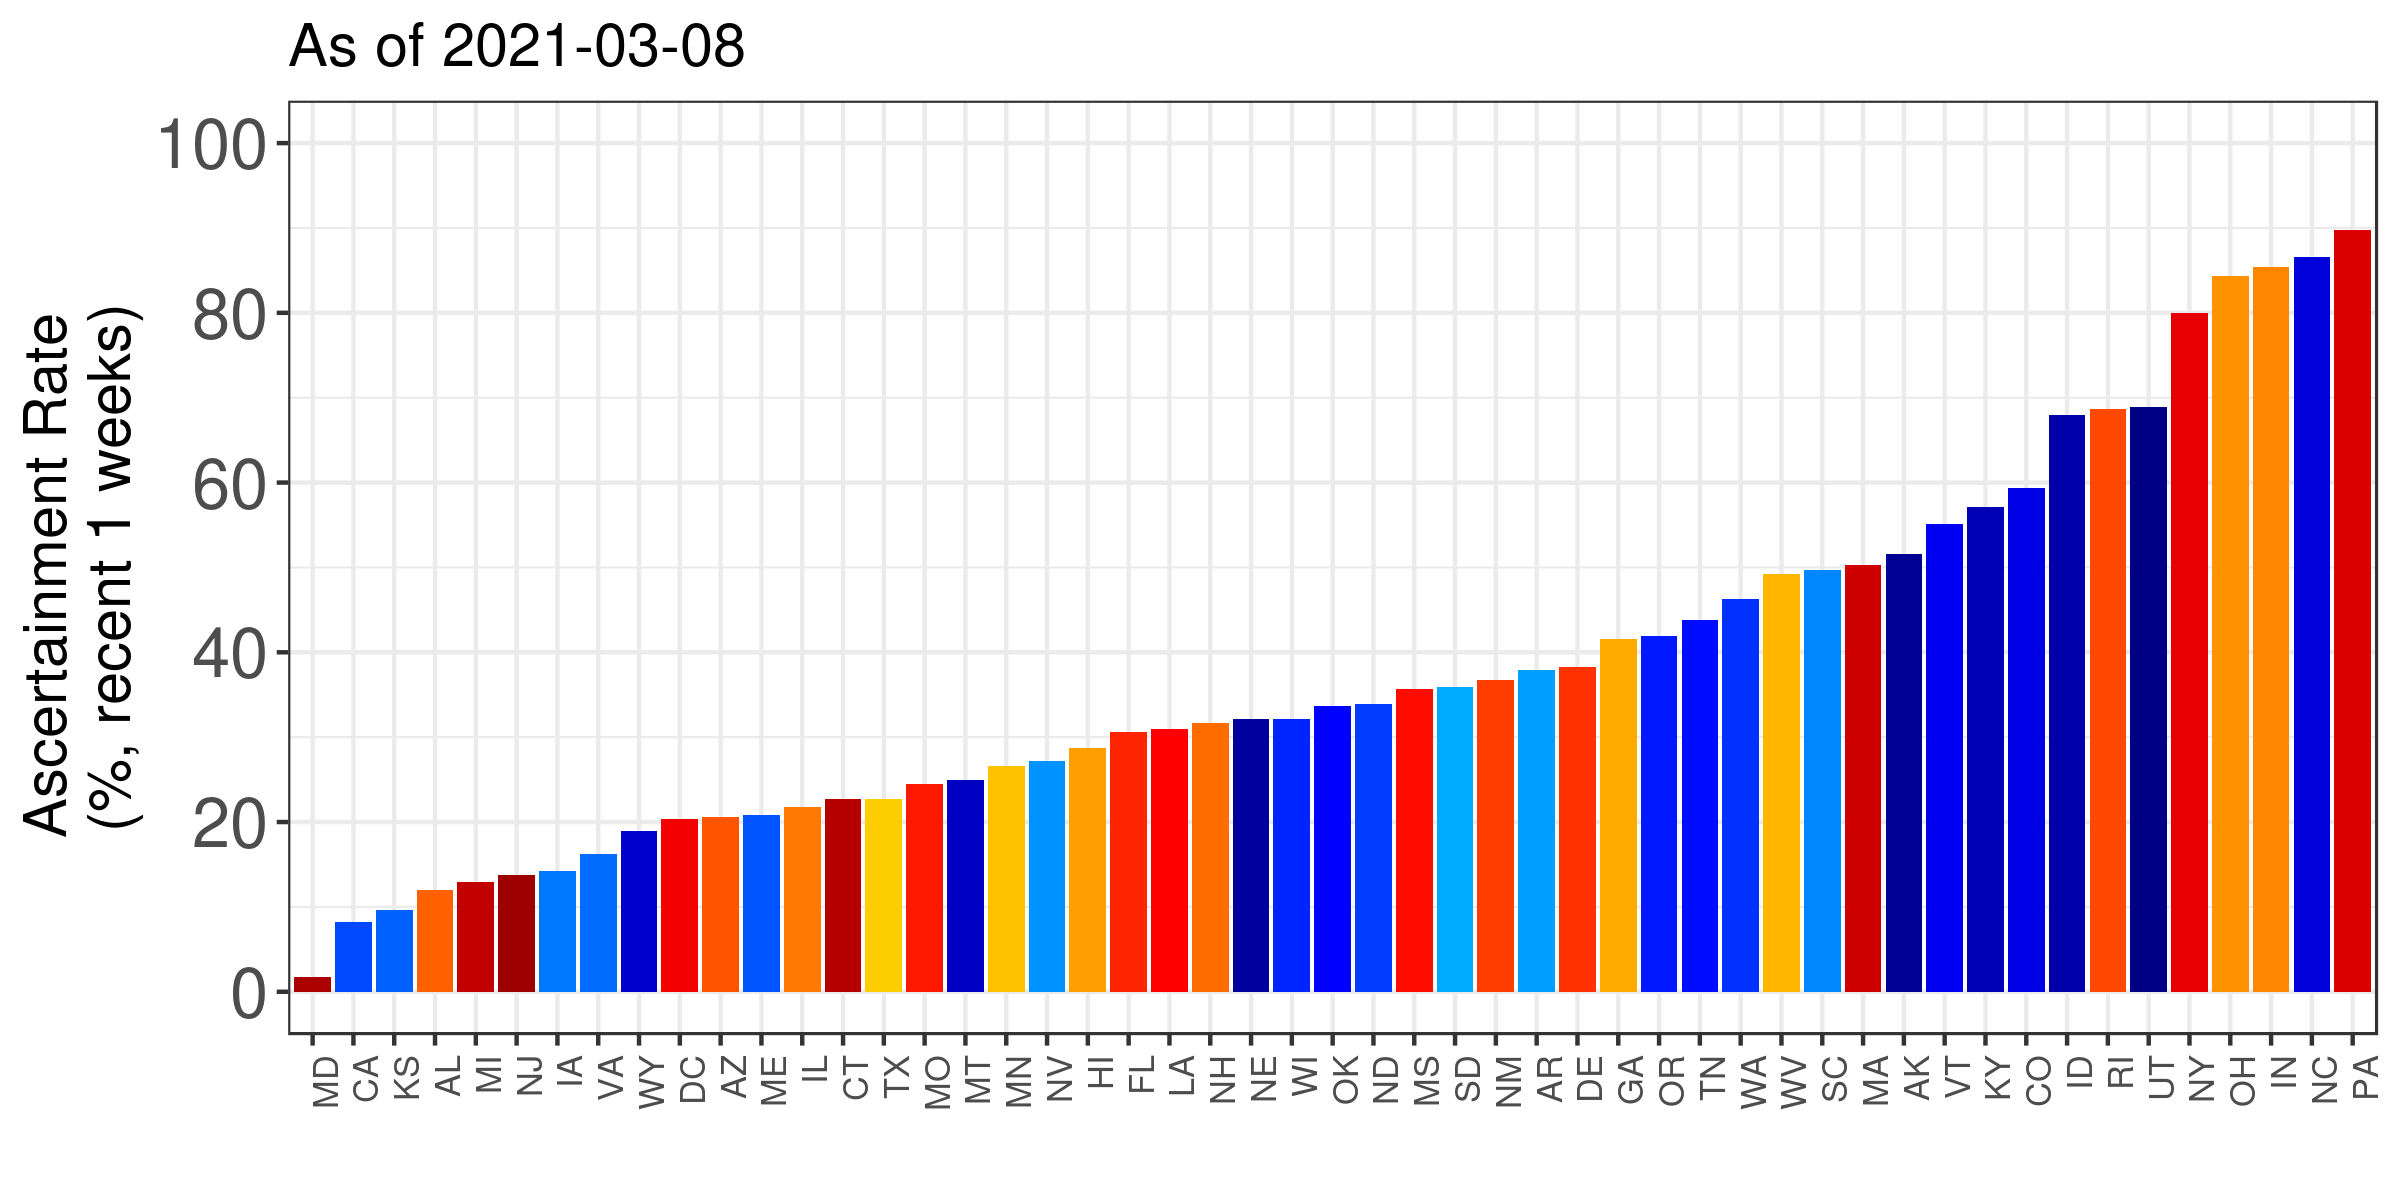 As of 2021-03-08
Ascertainment Rate
(%, recent 1 weeks)
100
80
60
40
20
0
MD CA KS AL MI NJ IA VA WY DC AZ ME IL CT TX MO MT MN NV HI FL LA NH NE WI OK ND MS SD NM AR DE GA OR TN WA WV SC MA AK VT KY CO ID RI UT NY OH IN NC PA